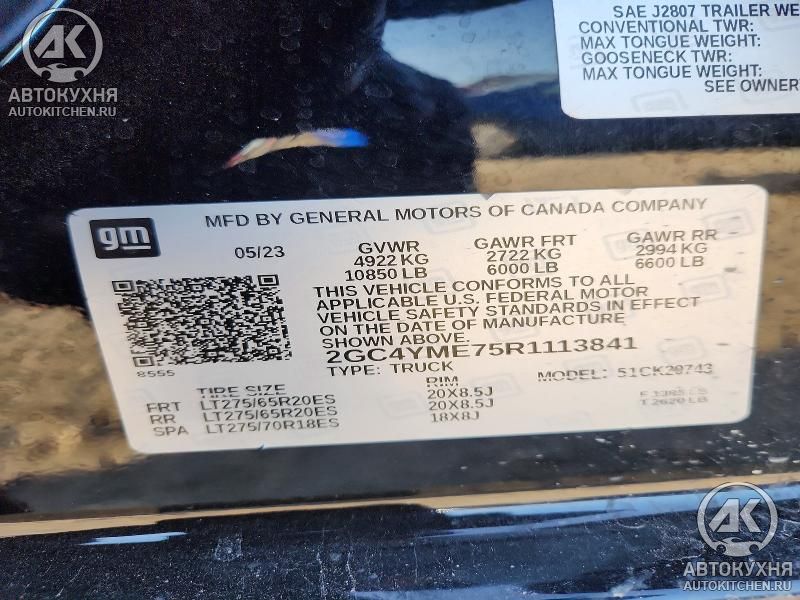 AK
АВТОКУХНЯ
AUTOKITCHEN.RU
SAE J2807 TRAILER WE
CONVENTIONAL TWR:
MAX TONGUE WEIGHT:
GOOSENECK TWR:
MAX TONGUE WEIGHT:
SEE OWNER
gm
MFD BY GENERAL MOTORS OF CANADA COMPANY
05/23 GVWR GAWR FRT GAWR RR
4922 KG 2722 KG 2994 KG
10850 LB 6000 LB 6600 LB
THIS VEHICLE CONFORMS TO ALL
APPLICABLE U.S. FEDERAL MOTOR
VEHICLE SAFETY STANDARDS IN EFFECT
ON THE DATE OF MANUFACTURE
SHOWN ABOVE.
8555
2GC4YME75R1113841
TYPE: TRUCK MODEL: 51CK20743
TIRE SIZE RIM
FRT LT275/65R20ES 20X8.5J
RR LT275/65R20ES 20X8.5J
SPA LT275/70R18ES 18X8J
T 2620 LB
AK
АВТОКУХНЯ
AUTOKITCHEN.RU